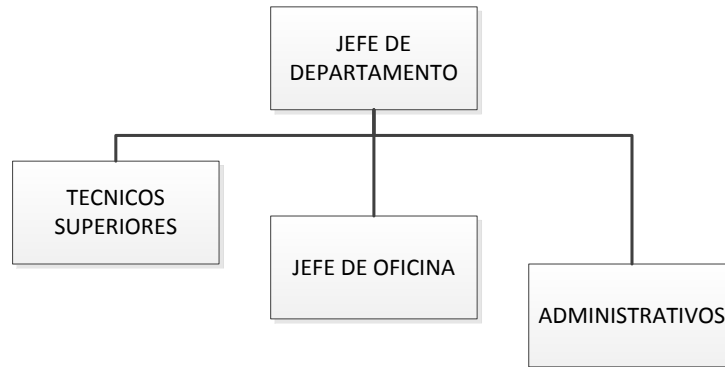 JEFE DE
DEPARTAMENTO
TECNICOS
SUPERIORES
JEFE DE OFICINA
ADMINISTRATIVOS